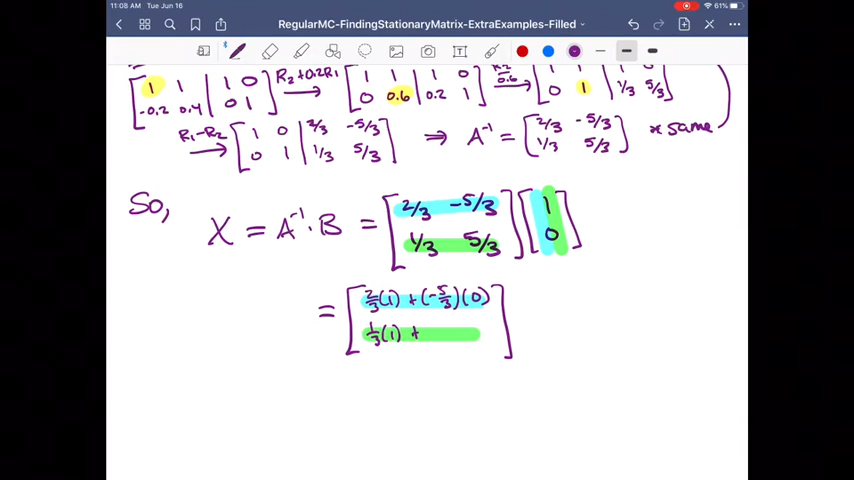 11:08 AM Tue Jun 16
61%
RegularMC-FindingStationaryMatrix-ExtraExamples-Filled
[ 1 1 | 1 0 ] R₂+0.2R₁ → [ 1 1 | 1 0 ] 0.6 → [ 1 1 | 1 0 ]
[ -0.2 0.4 | 0 1 ] [ 0 0.6 | 0.2 1 ] [ 0 1 | 1/3 5/3 ]
R₁-R₂ → [ 1 0 | 2/3 -5/3 ] ⇒ A⁻¹ = [ 2/3 -5/3 ] * same
[ 0 1 | 1/3 5/3 ] [ 1/3 5/3 ]
So,
X = A⁻¹·B = [ 2/3 -5/3 ] [ 1 ]
[ 1/3 5/3 ] [ 0 ]
= [ 2/3(1) + (-5/3)(0) ]
[ 1/3(1) + ]